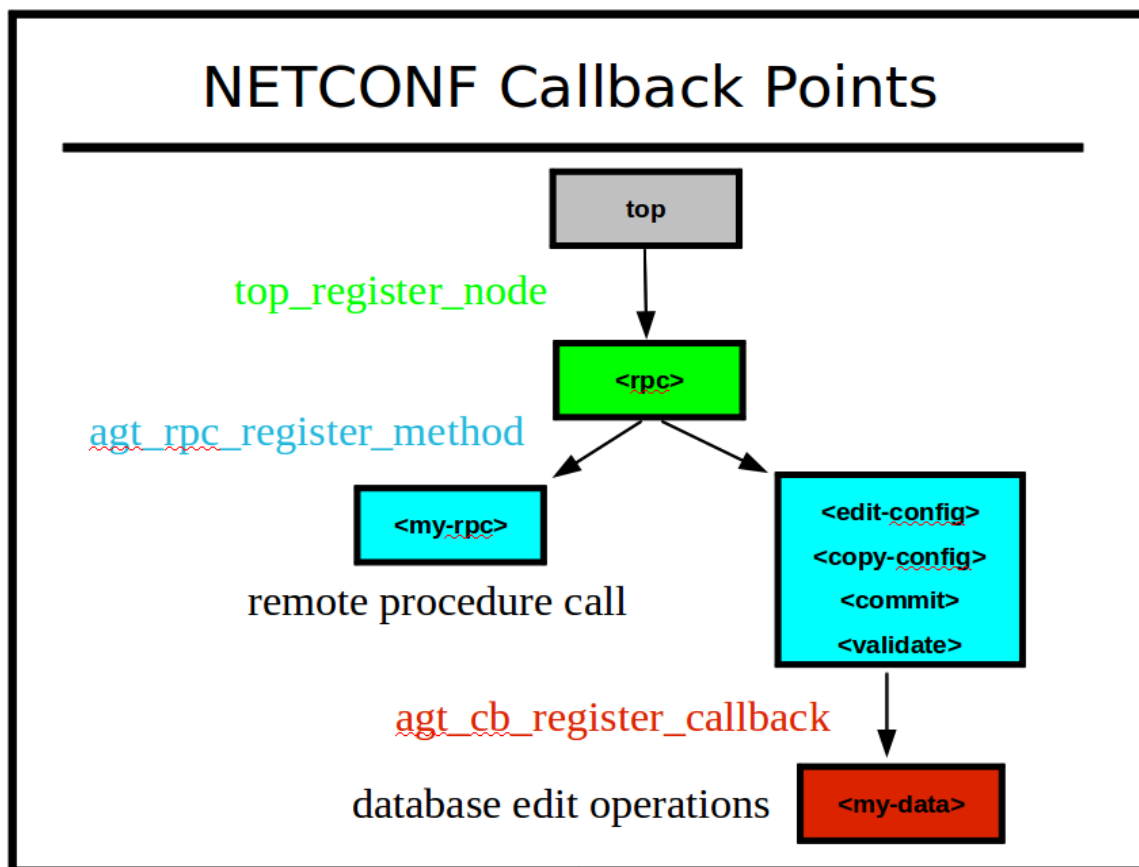 NETCONF Callback Points
top
top_register_node
<rpc>
agt_rpc_register_method
<my-rpc>
remote procedure call
<edit-config>
<copy-config>
<commit>
<validate>
agt_cb_register_callback
database edit operations
<my-data>